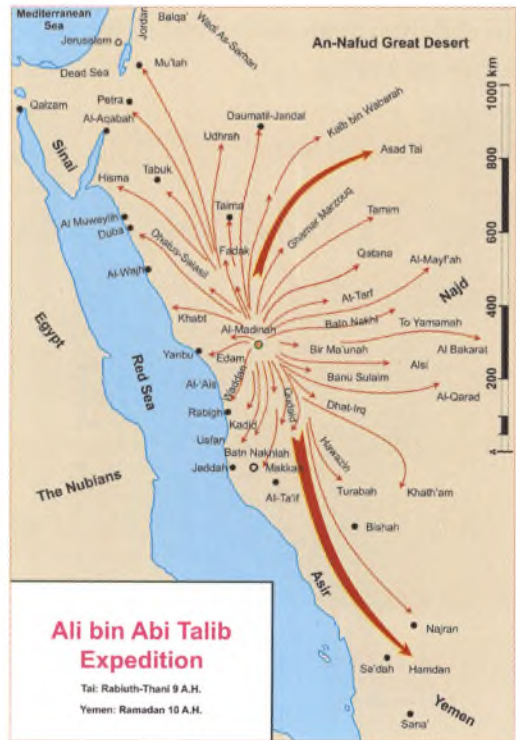 Mediterranean
Sea
Jordan
Balqa'
Wadi As-Saman
An-Nafud Great Desert
Jerusalem
Dead Sea
Mu'tah
1000 km
Petra
Qalzam
Al-Aqabah
Daumatil-Jandal
Kalb bin Wabarah
Udhrah
Asad Tai
800
Sinai
Hisma
Tabuk
Taima
Ghamar Marzouq
Tamim
Al Muweylih
Duba
Dhatus-Salasil
Fadak
600
Qatana
Al-Mayf'ah
Al-Wajh
Najd
At-Tarf
Khabt
Al-Madinah
Batn Nakhl
To Yamamah
400
Egypt
Red Sea
Yanbu
Edam
Bir Ma'unah
Al Bakarat
Waddan
Banu Sulaim
Alsi
200
Al-'Ais
Qudaid
Dhat-Irq
Al-Qarad
Rabigh
Kadid
Usfan
Hawazin
Batn Nakhlah
Jeddah
Makkah
The Nubians
Al-Ta'if
Turabah
Khath'am
Bishah
Asir
Ali bin Abi Talib
Expedition
Tai: Rabiuth-Thani 9 A.H.
Yemen: Ramadan 10 A.H.
Najran
Sa'dah
Hamdan
Yemen
Sana'